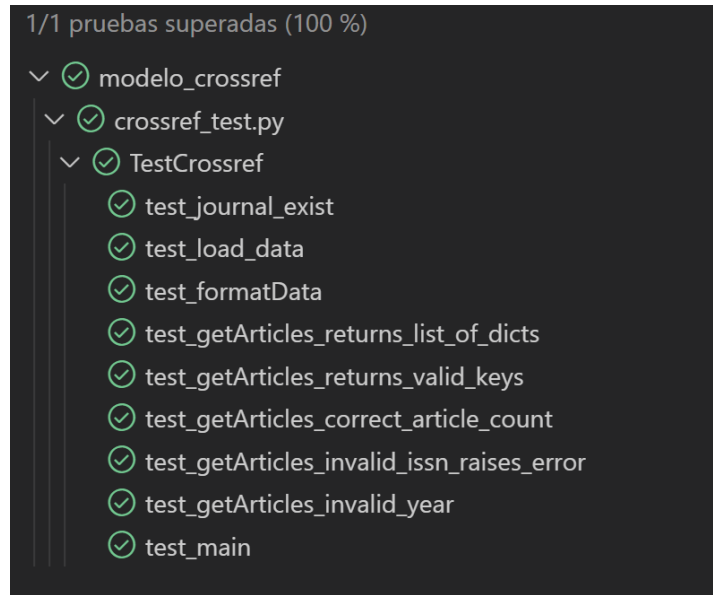 1/1 pruebas superadas (100 %)
modelo_crossref
crossref_test.py
TestCrossref
test_journal_exist
test_load_data
test_formatData
test_getArticles_returns_list_of_dicts
test_getArticles_returns_valid_keys
test_getArticles_correct_article_count
test_getArticles_invalid_issn_raises_error
test_getArticles_invalid_year
test_main